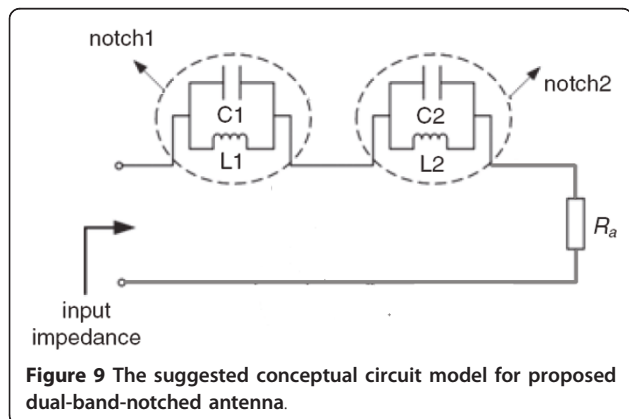 notch1
notch2
C1
L1
C2
L2
Ra
input
impedance
Figure 9 The suggested conceptual circuit model for proposed
dual-band-notched antenna.